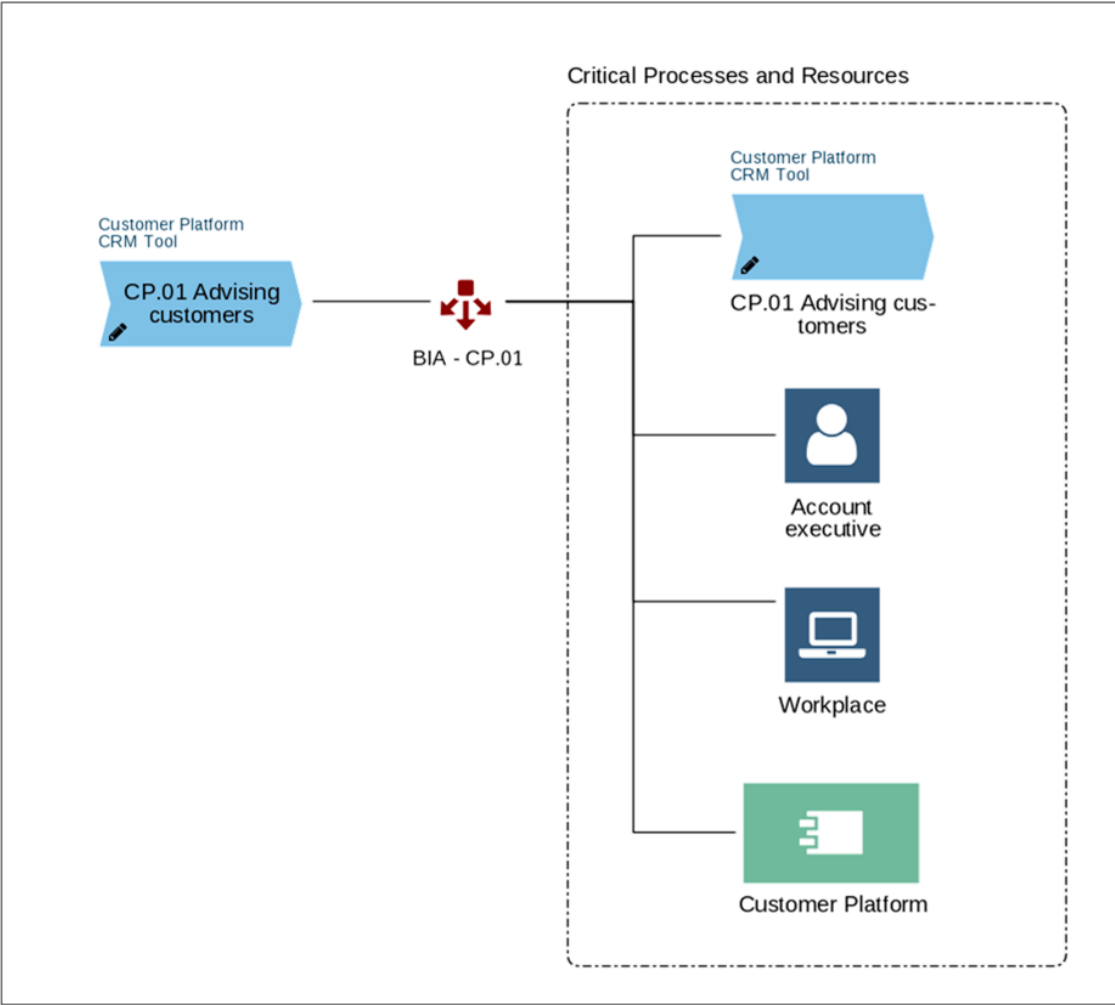 Critical Processes and Resources
Customer Platform
CRM Tool
CP.01 Advising
customers
BIA - CP.01
Customer Platform
CRM Tool
CP.01 Advising cus-
tomers
Account
executive
Workplace
Customer Platform